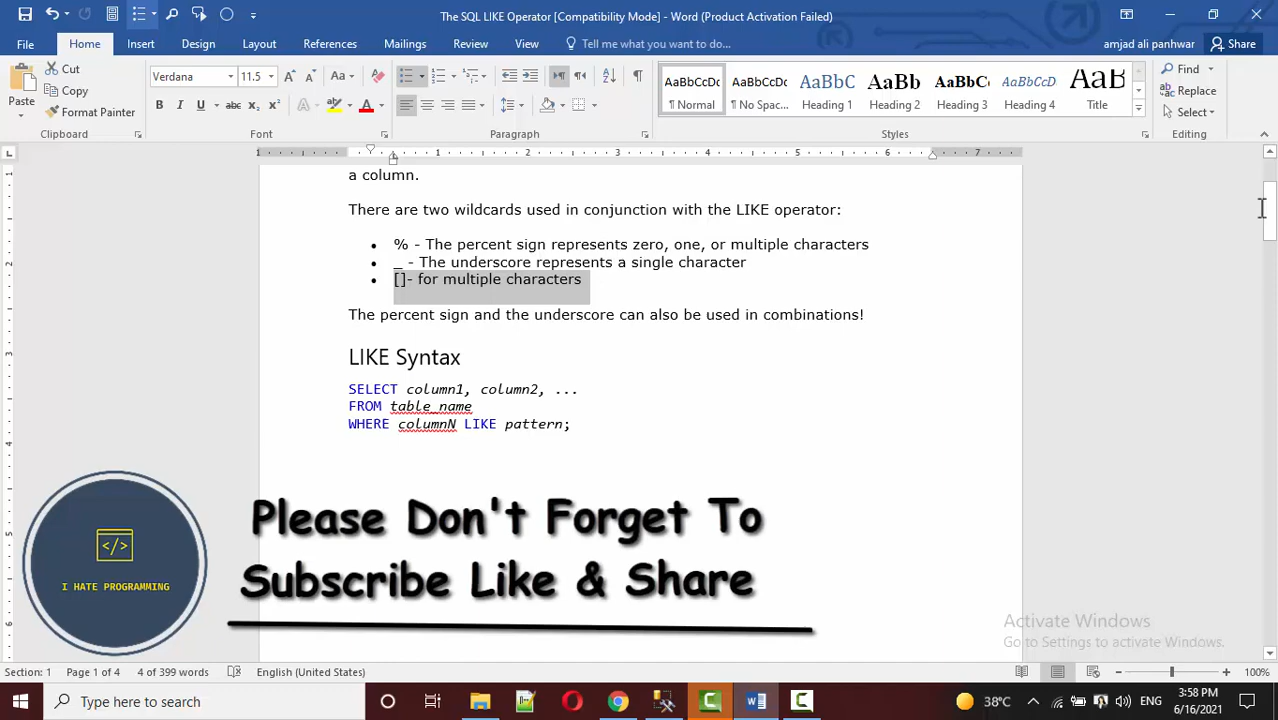 The SQL LIKE Operator [Compatibility Mode] - Word (Product Activation Failed)
File Home Insert Design Layout References Mailings Review View Tell me what you want to do... amjad ali panhwar Share
Cut
Copy
Format Painter
Paste
Clipboard
Verdana 11.5
Font
Paragraph
AaBbCcDc AaBbCcDc AaBbC AaBb AaBbC AaBbCcD AaB
¶ Normal ¶ No Spac... Heading 1 Heading 2 Heading 3 Heading 4 Title
Styles
Find
Replace
Select
Editing
a column.
There are two wildcards used in conjunction with the LIKE operator:
• % - The percent sign represents zero, one, or multiple characters
• _ - The underscore represents a single character
• []- for multiple characters
The percent sign and the underscore can also be used in combinations!
LIKE Syntax
SELECT column1, column2, ...
FROM table_name
WHERE columnN LIKE pattern;
</>
I HATE PROGRAMMING
Please Don't Forget To
Subscribe Like & Share
Activate Windows
Go to Settings to activate Windows.
Section: 1 Page 1 of 4 4 of 399 words English (United States) 100%
Type here to search
38°C ENG 3:58 PM
6/16/2021